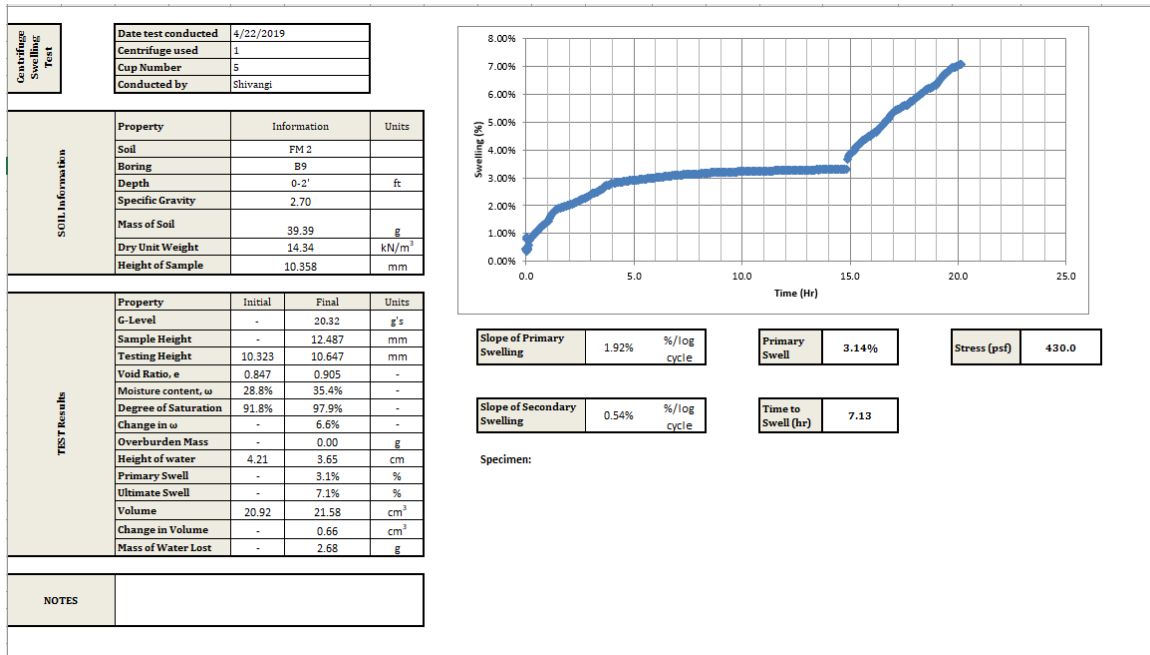 Centrifuge
Swelling
Test
Date test conducted 4/22/2019
Centrifuge used 1
Cup Number 5
Conducted by Shivangi
SOIL Information
Property Information Units
Soil FM 2
Boring B9
Depth 0-2' ft
Specific Gravity 2.70
Mass of Soil 39.39 g
Dry Unit Weight 14.34 kN/m³
Height of Sample 10.358 mm
TEST Results
Property Initial Final Units
G-Level - 20.32 g's
Sample Height - 12.487 mm
Testing Height 10.323 10.647 mm
Void Ratio, e 0.847 0.905 -
Moisture content, ω 28.8% 35.4% -
Degree of Saturation 91.8% 97.9% -
Change in ω - 6.6% -
Overburden Mass - 0.00 g
Height of water 4.21 3.65 cm
Primary Swell - 3.1% %
Ultimate Swell - 7.1% %
Volume 20.92 21.58 cm³
Change in Volume - 0.66 cm³
Mass of Water Lost - 2.68 g
NOTES
8.00%
7.00%
6.00%
5.00%
4.00%
3.00%
2.00%
1.00%
0.00%
Swelling (%)
0.0 5.0 10.0 15.0 20.0 25.0
Time (Hr)
Slope of Primary
Swelling
1.92%
%/log
cycle
Primary
Swell
3.14%
Stress (psf) 430.0
Slope of Secondary
Swelling
0.54%
%/log
cycle
Time to
Swell (hr)
7.13
Specimen: